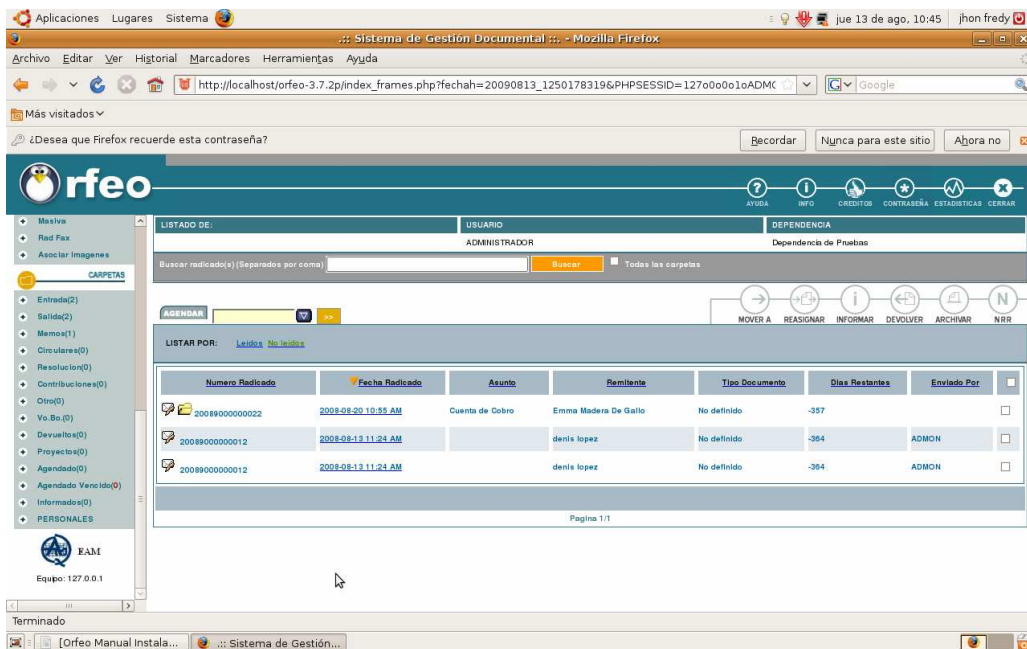 Aplicaciones Lugares Sistema jue 13 de ago, 10:45 jhon fredy
.:: Sistema de Gestión Documental ::. - Mozilla Firefox
Archivo Editar Ver Historial Marcadores Herramientas Ayuda
http://localhost/orfeo-3.7.2p/index_frames.php?fechah=20090813_1250178319&PHPSESSID=127o0o0o1oADMC Google
Más visitados
¿Desea que Firefox recuerde esta contraseña? Recordar Nunca para este sitio Ahora no
rfeo
AYUDA INFO CREDITOS CONTRASEÑA ESTADISTICAS CERRAR
Masiva
Rad Fax
Asociar Imagenes
CARPETAS
Entrada(2)
Salida(2)
Memos(1)
Circulares(0)
Resolucion(0)
Contribuciones(0)
Otro(0)
Vo.Bo.(0)
Devueltos(0)
Proyectos(0)
Agendado(0)
Agendado Vencido(0)
Informados(0)
PERSONALES
EAM
Equipo: 127.0.0.1
LISTADO DE: USUARIO DEPENDENCIA
ADMINISTRADOR Dependencia de Pruebas
Buscar radicado(s) (Separados por coma) Buscar Todas las carpetas
AGENDAR >>
MOVER A REASIGNAR INFORMAR DEVOLVER ARCHIVAR NRR
LISTAR POR: Leidos No leidos
Numero Radicado Fecha Radicado Asunto Remitente Tipo Documento Dias Restantes Enviado Por
20089000000022 2008-08-20 10:55 AM Cuenta de Cobro Emma Madera De Gallo No definido -357
20089000000012 2008-08-13 11:24 AM denis lopez No definido -364 ADMON
20089000000012 2008-08-13 11:24 AM denis lopez No definido -364 ADMON
Pagina 1/1
Terminado
[Orfeo Manual Instala... .:: Sistema de Gestión...